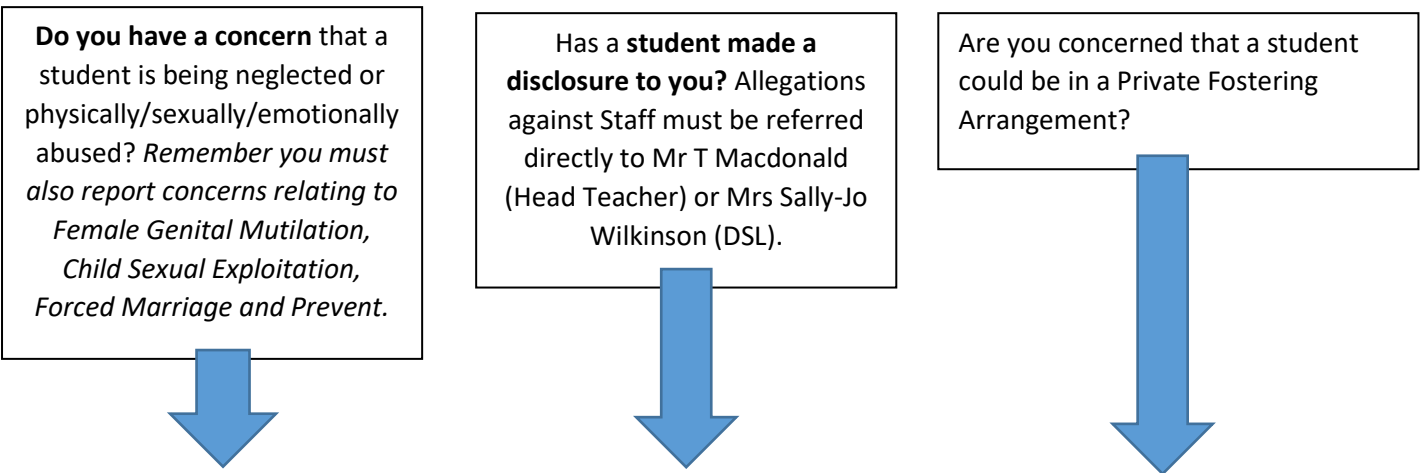 Do you have a concern that a
student is being neglected or
physically/sexually/emotionally
abused? Remember you must
also report concerns relating to
Female Genital Mutilation,
Child Sexual Exploitation,
Forced Marriage and Prevent.
Has a student made a
disclosure to you? Allegations
against Staff must be referred
directly to Mr T Macdonald
(Head Teacher) or Mrs Sally-Jo
Wilkinson (DSL).
Are you concerned that a student
could be in a Private Fostering
Arrangement?